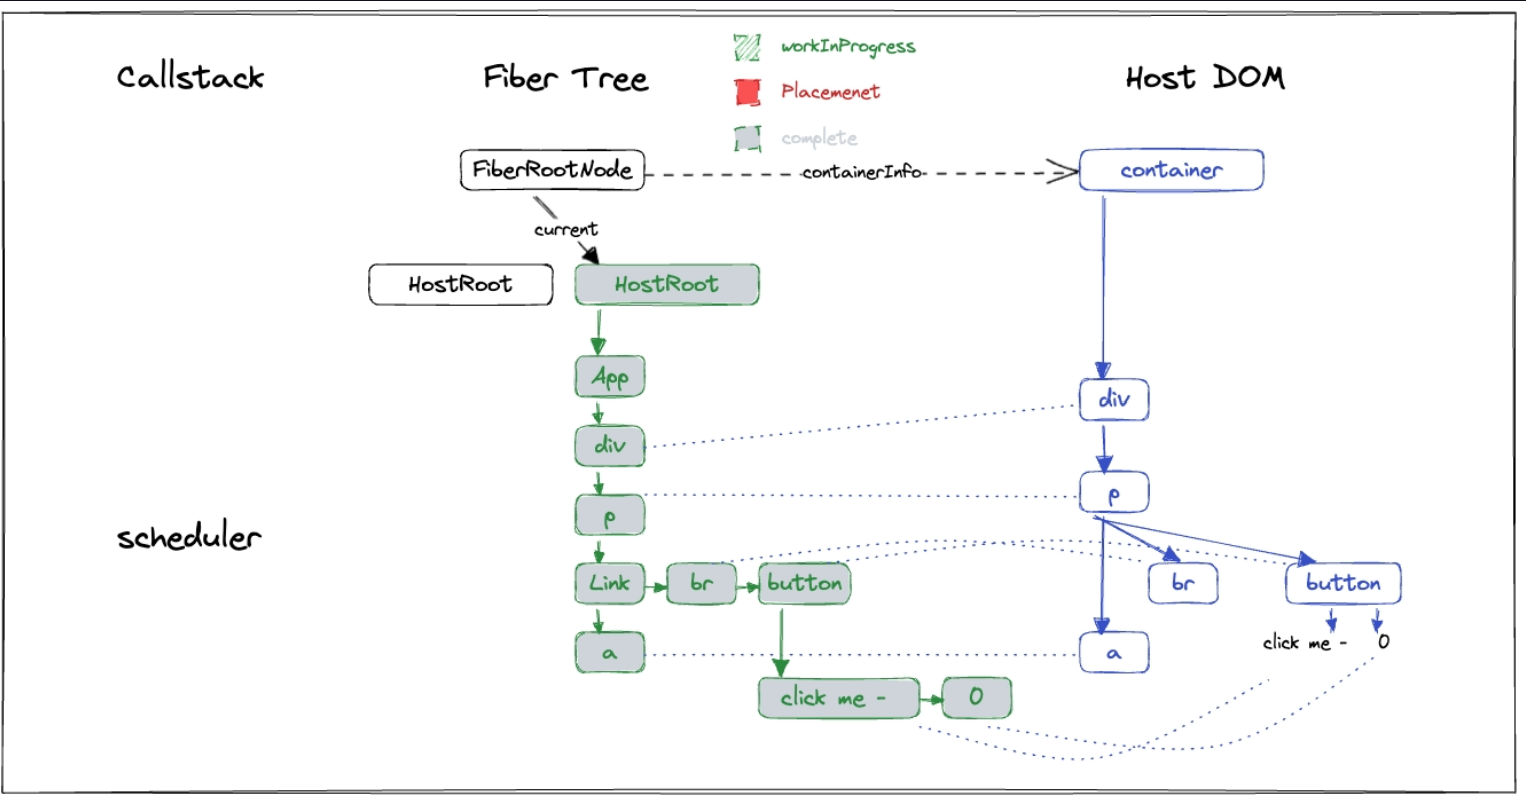 workInProgress
Callstack
Fiber Tree
Host DOM
Placemenet
complete
FiberRootNode
containerInfo
container
current
HostRoot
HostRoot
App
div
div
p
p
scheduler
Link
br
button
br
button
a
a
click me -
0
click me -
0